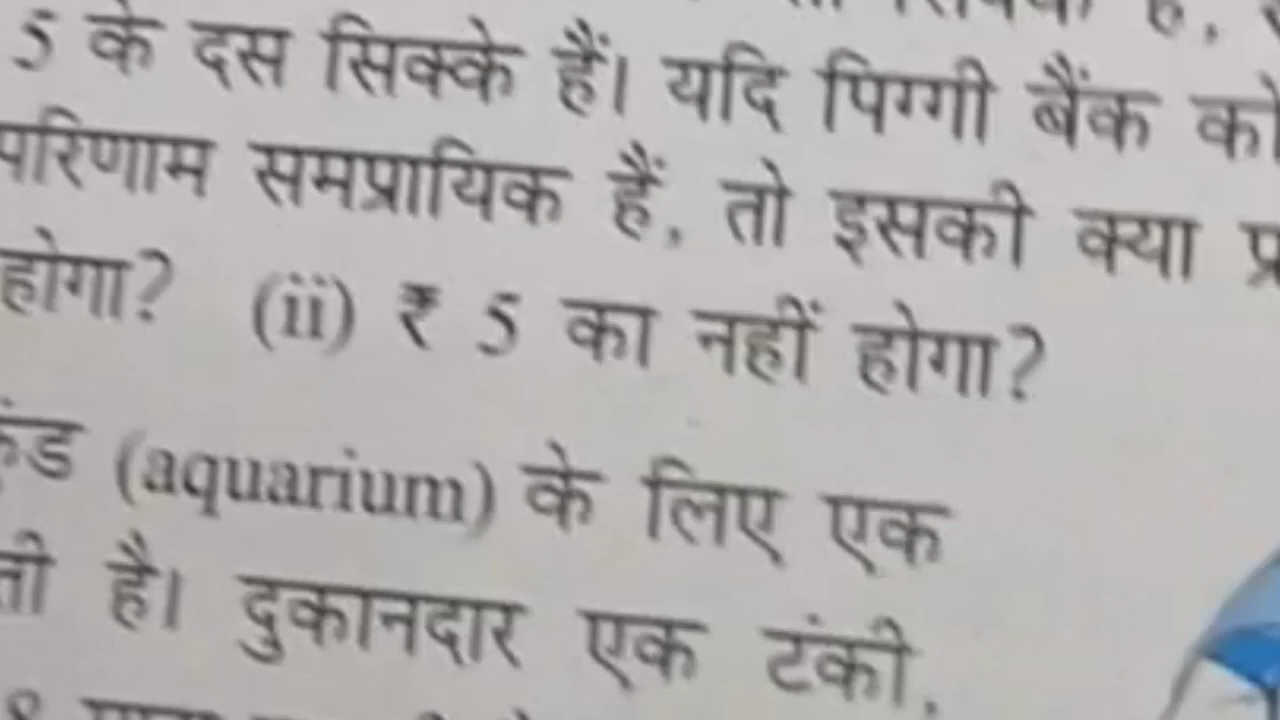 5 के दस सिक्के हैं। यदि पिग्गी बैंक को
परिणाम समप्रायिक हैं, तो इसकी क्या
होगा? (ii) ₹ 5 का नहीं होगा?
(aquarium) के लिए एक
है। दुकानदार एक टंकी,